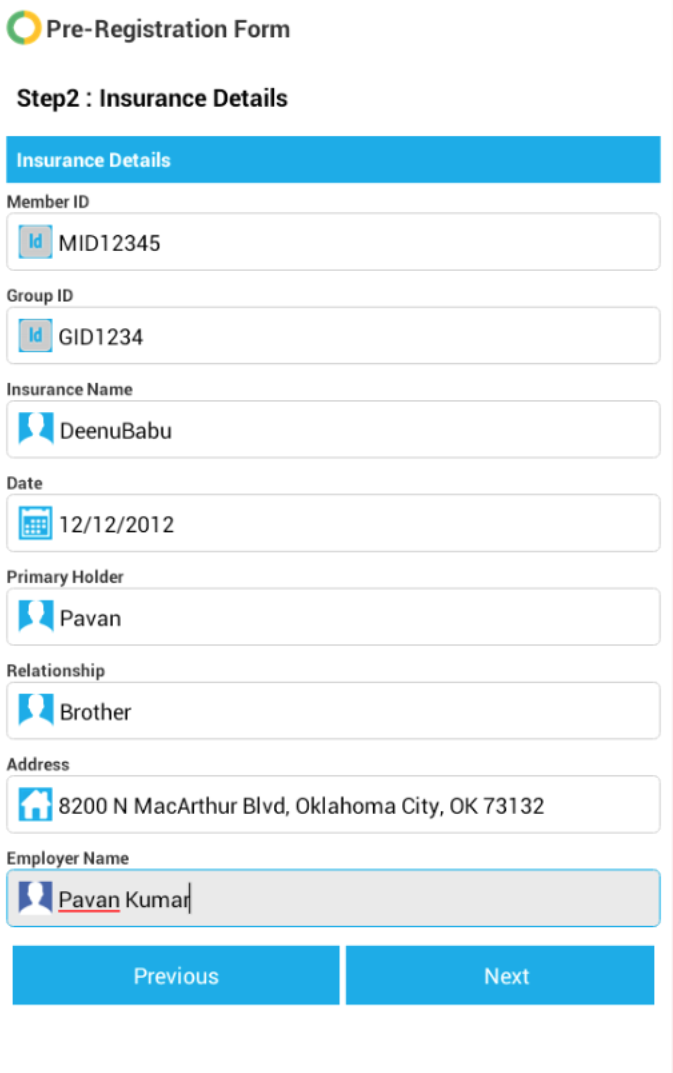 Pre-Registration Form
Step2 : Insurance Details
Insurance Details
Member ID
Id MID12345
Group ID
Id GID1234
Insurance Name
DeenuBabu
Date
12/12/2012
Primary Holder
Pavan
Relationship
Brother
Address
8200 N MacArthur Blvd, Oklahoma City, OK 73132
Employer Name
Pavan Kumar
Previous Next